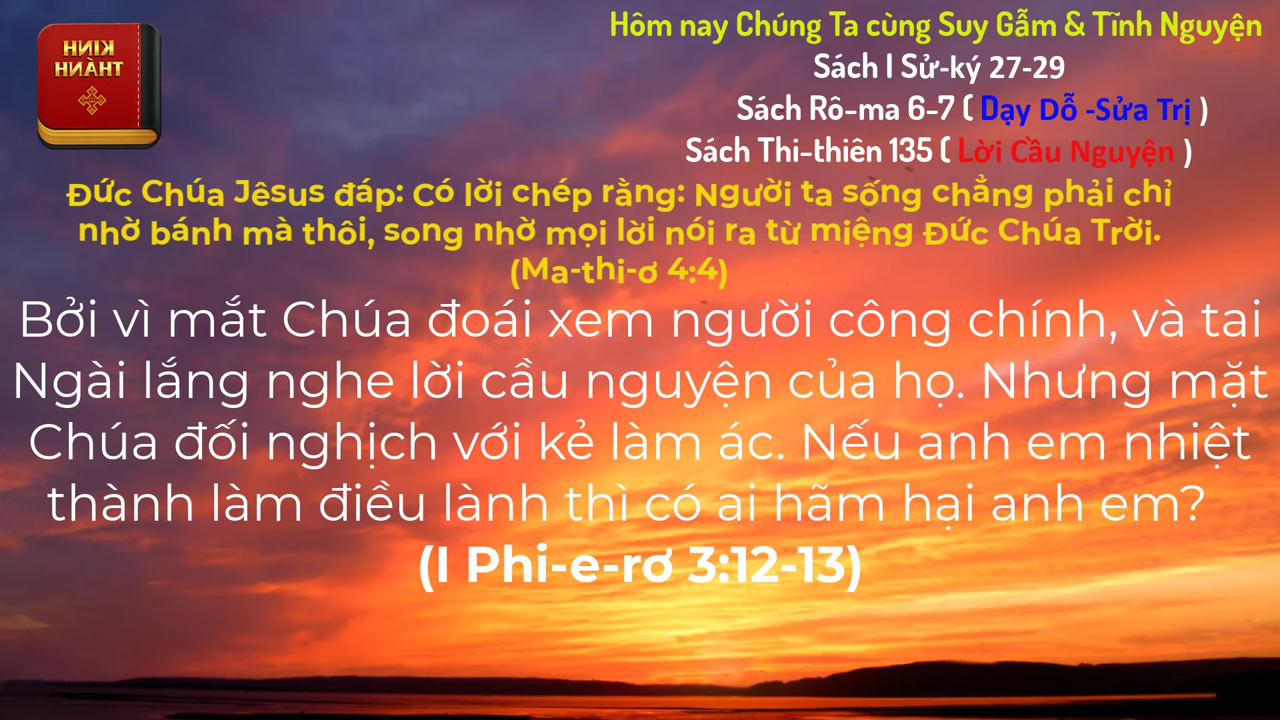 KINH
THÁNH
Hôm nay Chúng Ta cùng Suy Gẫm & Tĩnh Nguyện
Sách I Sử-ký 27-29
Sách Rô-ma 6-7 ( Dạy Dỗ -Sửa Trị )
Sách Thi-thiên 135 ( Lời Cầu Nguyện )
Đức Chúa Jêsus đáp: Có lời chép rằng: Người ta sống chẳng phải chỉ
nhờ bánh mà thôi, song nhờ mọi lời nói ra từ miệng Đức Chúa Trời.
(Ma-thi-ơ 4:4)
Bởi vì mắt Chúa đoái xem người công chính, và tai
Ngài lắng nghe lời cầu nguyện của họ. Nhưng mặt
Chúa đối nghịch với kẻ làm ác. Nếu anh em nhiệt
thành làm điều lành thì có ai hãm hại anh em?
(I Phi-e-rơ 3:12-13)